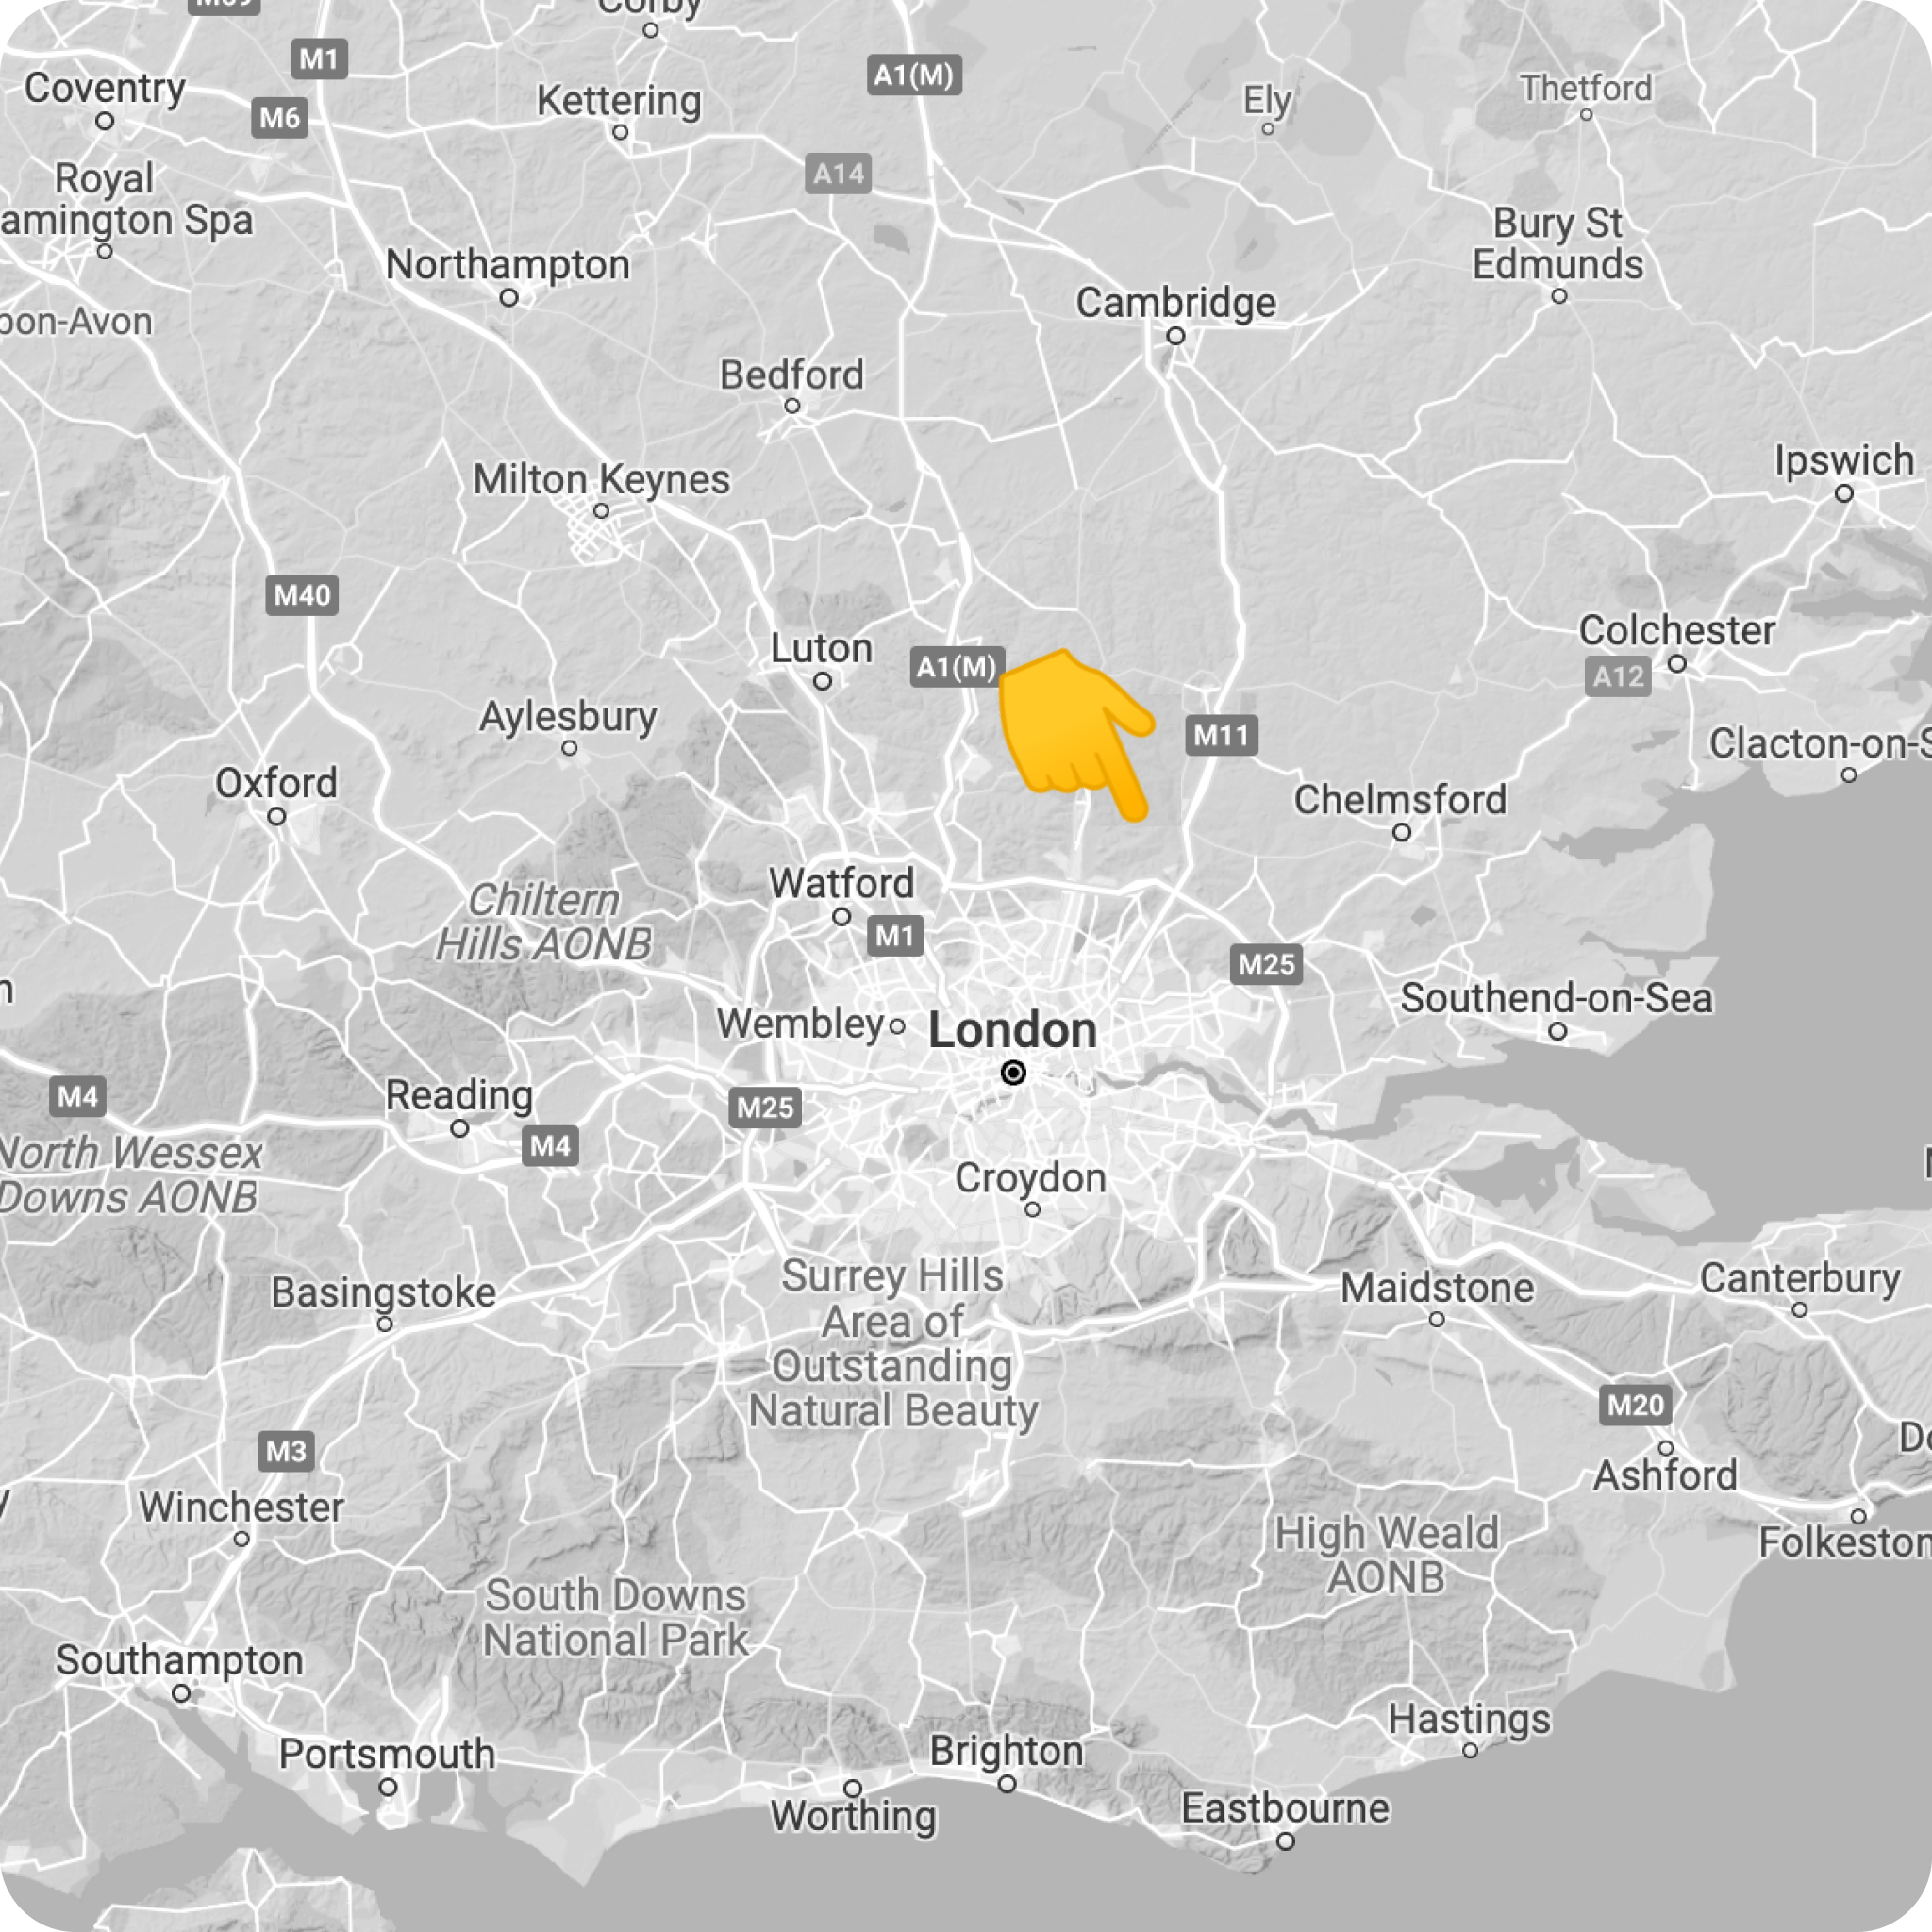 Corby
M1
A1(M)
Coventry
Kettering
Ely
Thetford
M6
A14
Royal
amington Spa
Bury St
Edmunds
Northampton
Cambridge
oon-Avon
Bedford
Ipswich
Milton Keynes
M40
Colchester
Luton
A1(M)
A12
Aylesbury
M11
Clacton-on-S
Oxford
Chelmsford
Watford
Chiltern
Hills AONB
M1
M25
Southend-on-Sea
Wembley
London
Reading
M4
M25
M4
North Wessex
Downs AONB
Croydon
Surrey Hills
Area of
Outstanding
Natural Beauty
Basingstoke
Maidstone
Canterbury
M20
M3
Ashford
Winchester
High Weald
AONB
Folkeston
South Downs
National Park
Southampton
Hastings
Portsmouth
Brighton
Worthing
Eastbourne